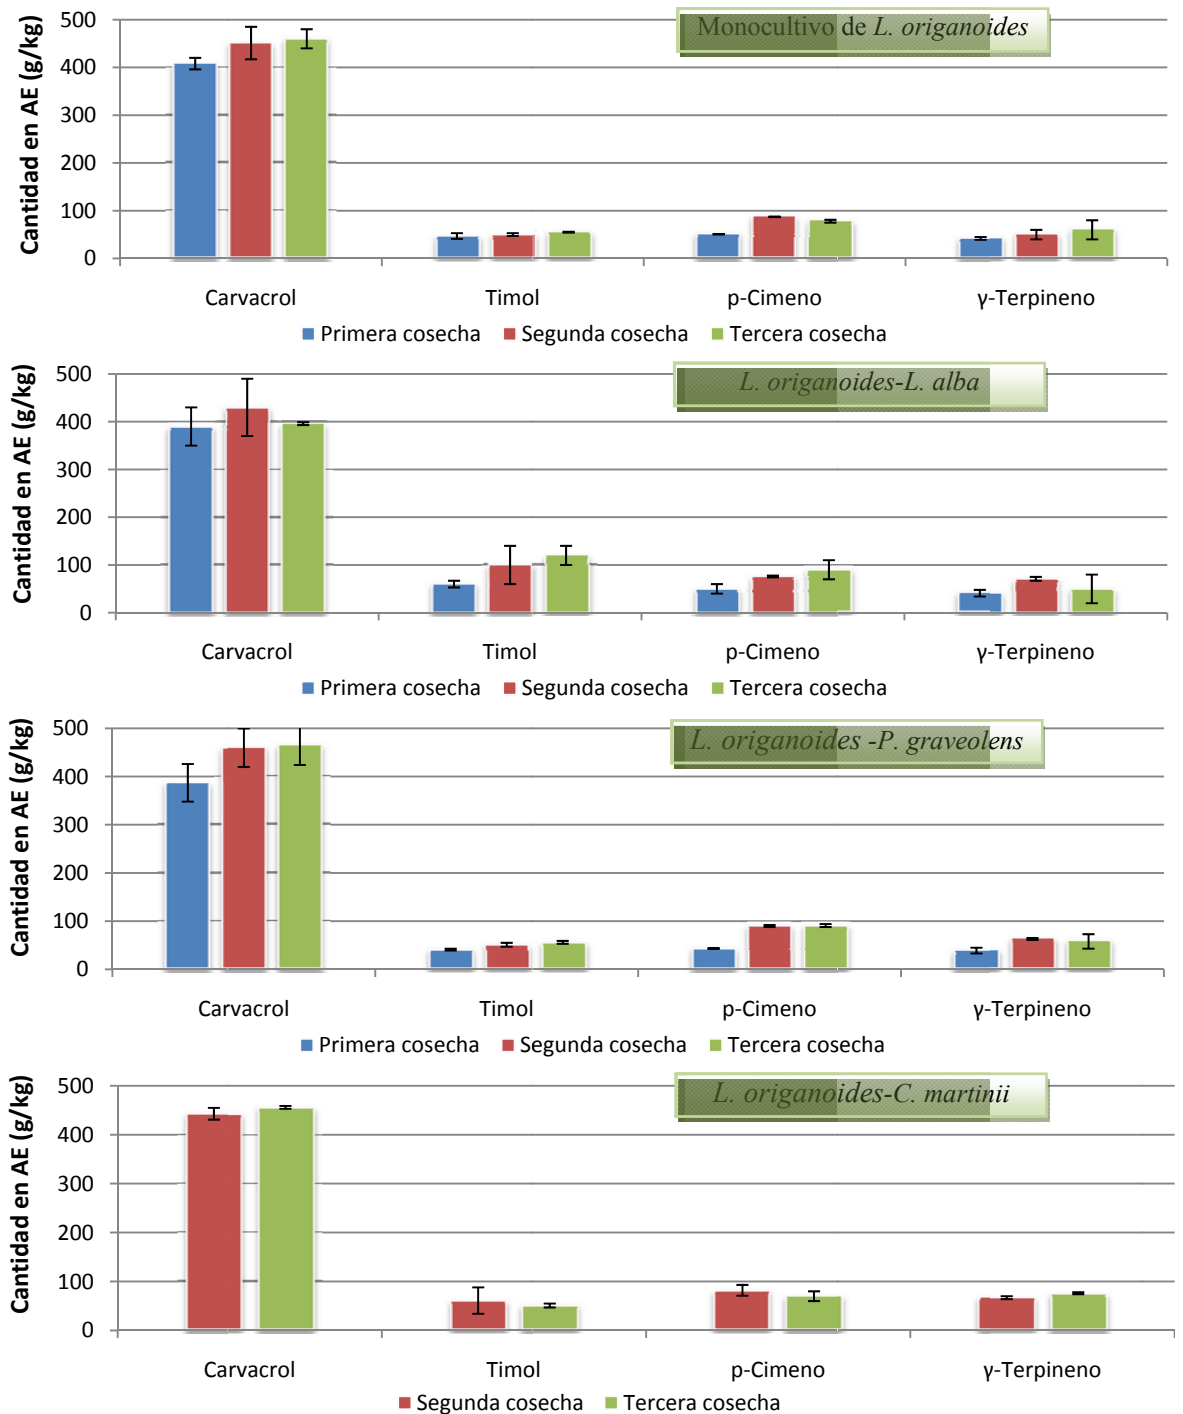 Monocultivo de L. origanoides
Cantidad en AE (g/kg)
500
400
300
200
100
0
Carvacrol Timol p-Cimeno γ-Terpineno
Primera cosecha Segunda cosecha Tercera cosecha
L. origanoides-L. alba
Cantidad en AE (g/kg)
500
400
300
200
100
0
Carvacrol Timol p-Cimeno γ-Terpineno
Primera cosecha Segunda cosecha Tercera cosecha
L. origanoides -P. graveolens
Cantidad en AE (g/kg)
500
400
300
200
100
0
Carvacrol Timol p-Cimeno γ-Terpineno
Primera cosecha Segunda cosecha Tercera cosecha
L. origanoides-C. martinii
Cantidad en AE (g/kg)
500
400
300
200
100
0
Carvacrol Timol p-Cimeno γ-Terpineno
Segunda cosecha Tercera cosecha